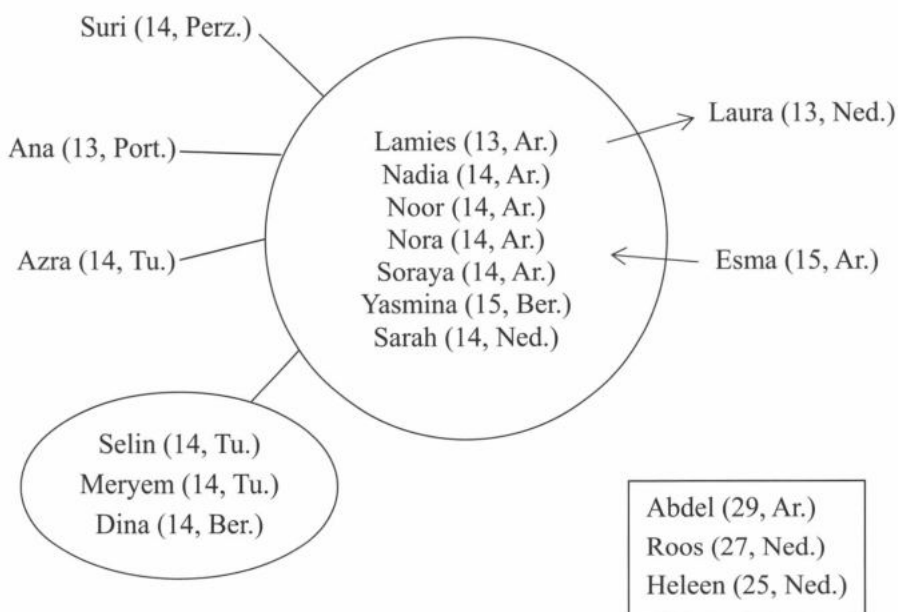 Suri (14, Perz.)
Ana (13, Port.)
Azra (14, Tu.)
Lamies (13, Ar.)
Nadia (14, Ar.)
Noor (14, Ar.)
Nora (14, Ar.)
Soraya (14, Ar.)
Yasmina (15, Ber.)
Sarah (14, Ned.)
Laura (13, Ned.)
Esma (15, Ar.)
Selin (14, Tu.)
Meryem (14, Tu.)
Dina (14, Ber.)
Abdel (29, Ar.)
Roos (27, Ned.)
Heleen (25, Ned.)